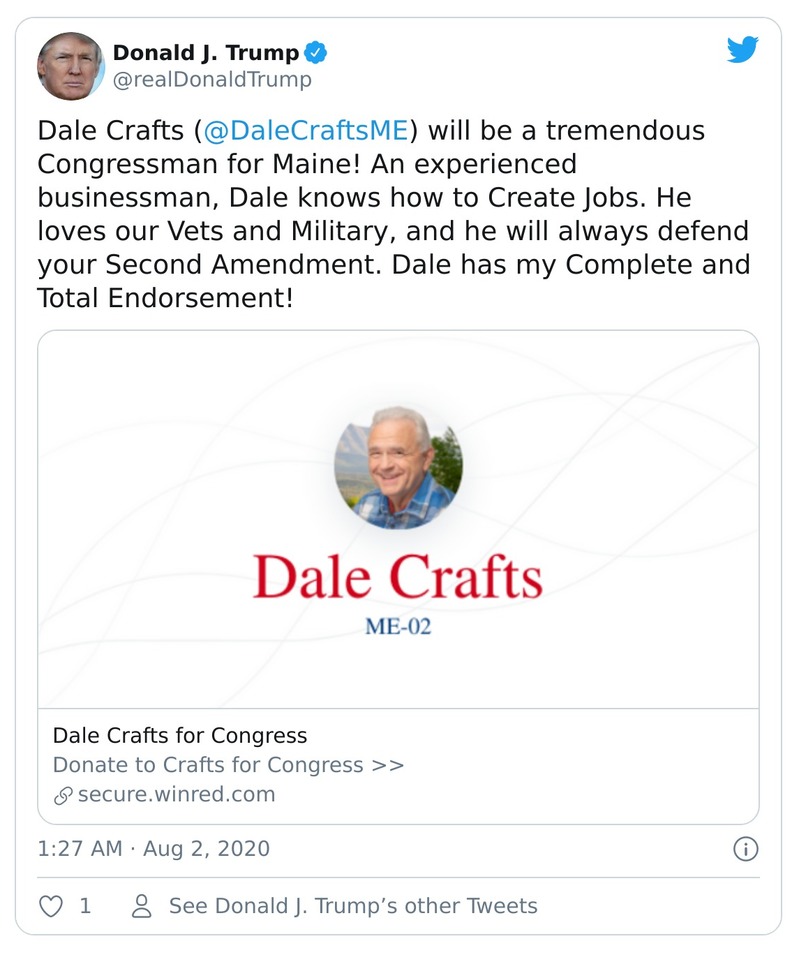 Donald J. Trump
@realDonaldTrump
Dale Crafts (@DaleCraftsME) will be a tremendous
Congressman for Maine! An experienced
businessman, Dale knows how to Create Jobs. He
loves our Vets and Military, and he will always defend
your Second Amendment. Dale has my Complete and
Total Endorsement!
Dale Crafts
ME-02
Dale Crafts for Congress
Donate to Crafts for Congress >>
secure.winred.com
1:27 AM · Aug 2, 2020
1 See Donald J. Trump’s other Tweets